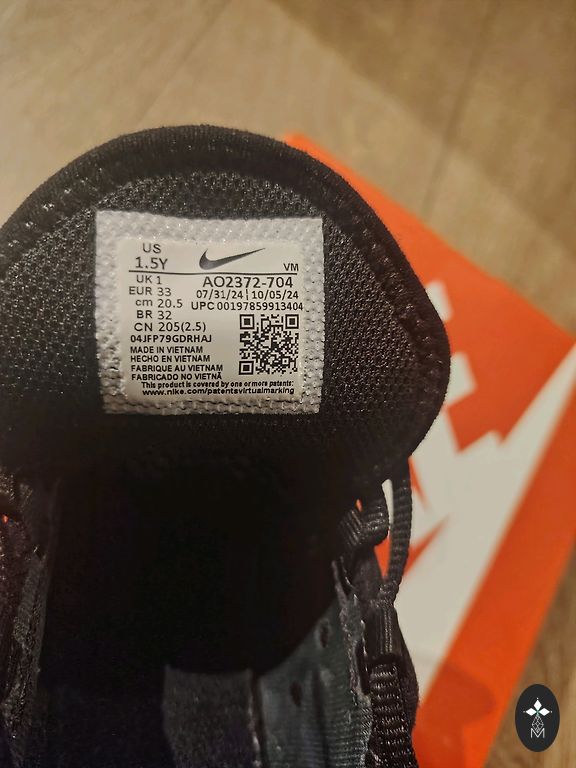 US
1.5Y
VM
UK 1
AO2372-704
EUR 33
07/31/24 | 10/05/24
cm 20.5
UPC 00197859913404
BR 32
CN 205(2.5)
04JFP79GDRHAJ
MADE IN VIETNAM
HECHO EN VIETNAM
FABRIQUE AU VIETNAM
FABRICADO NO VIETNÃ
This product is covered by one or more patents:
www.nike.com/patentsvirtualmarking
M